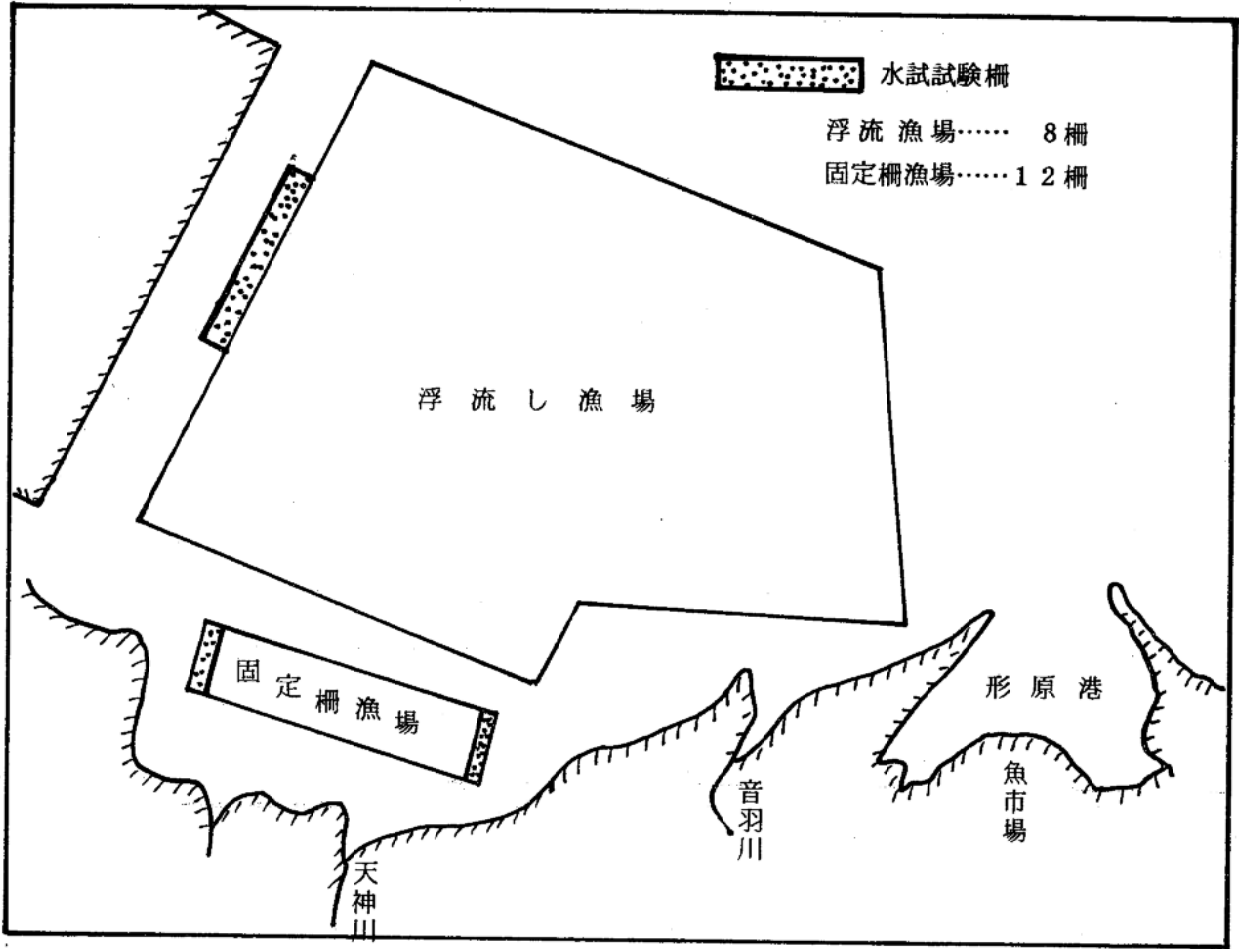 水試試験柵
浮流漁場…… 8柵
固定柵漁場……12柵
浮流し漁場
固定柵漁場
形原港
魚市場
音羽川
天神川